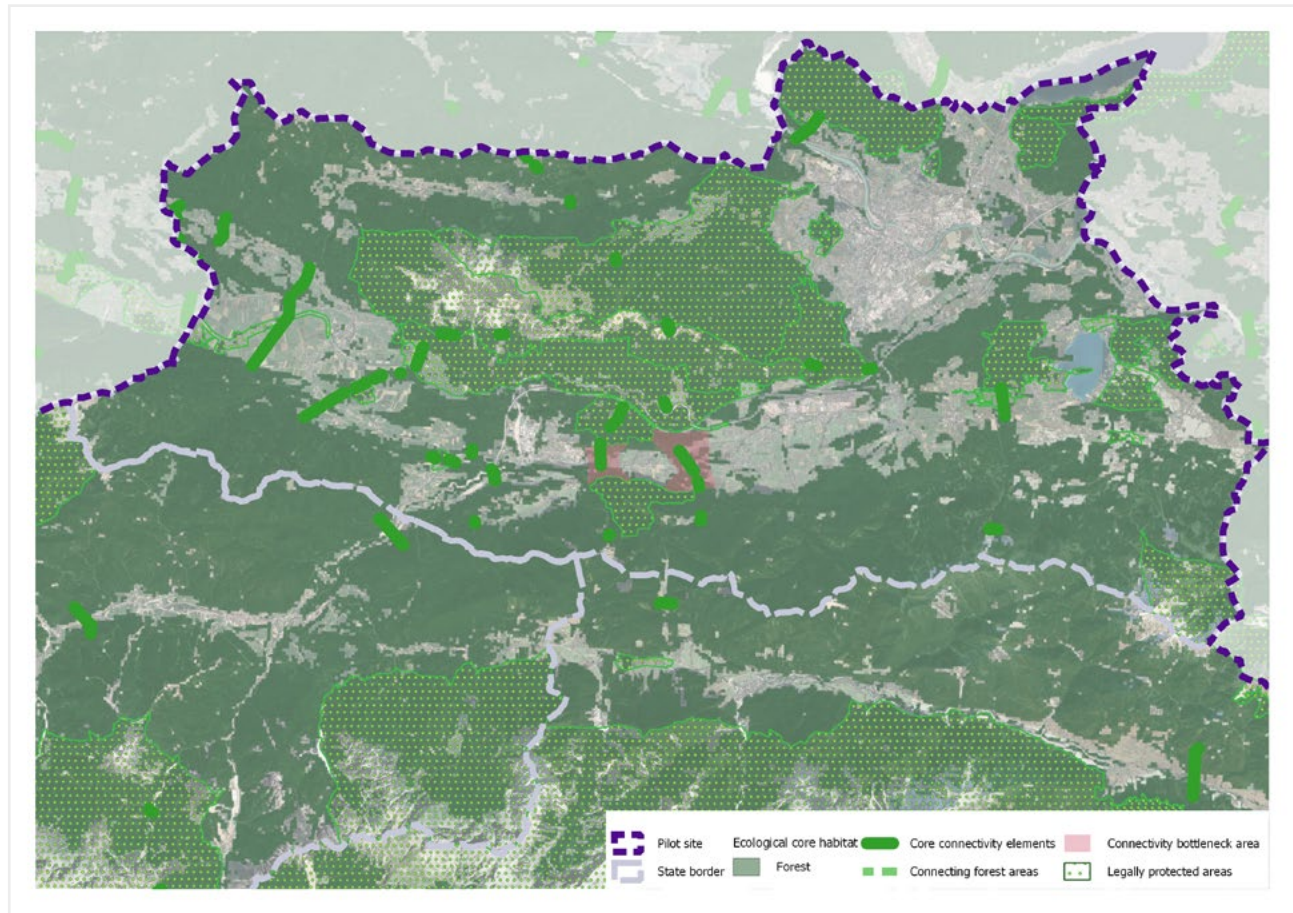 Pilot site
State border
Ecological core habitat
Forest
Core connectivity elements
Connecting forest areas
Connectivity bottleneck area
Legally protected areas